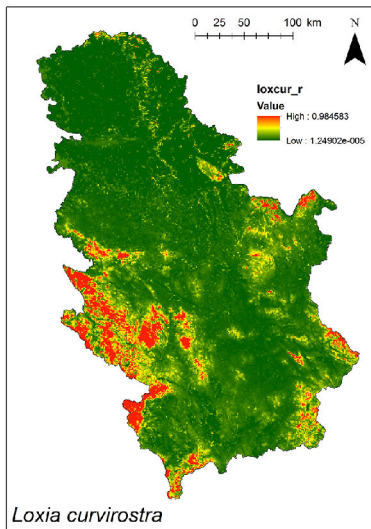 0 25 50 100 km
N
loxcur_r
Value
High : 0.984583
Low : 1.24902e-005
Loxia curvirostra